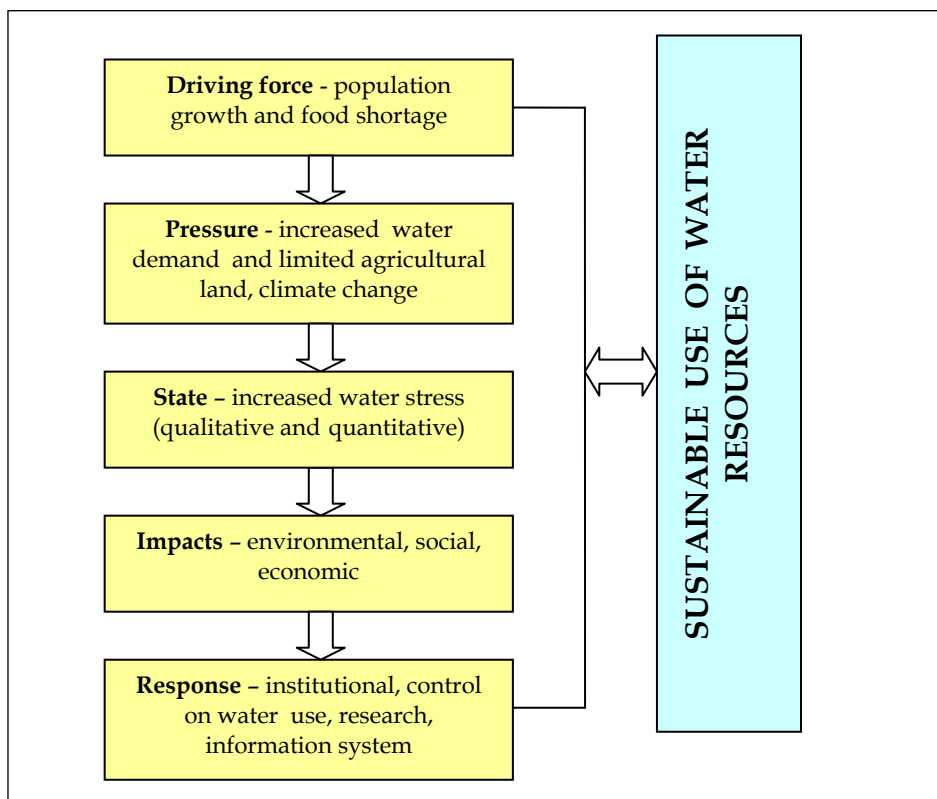 Driving force - population
growth and food shortage
Pressure - increased water
demand and limited agricultural
land, climate change
State – increased water stress
(qualitative and quantitative)
Impacts – environmental, social,
economic
Response – institutional, control
on water use, research,
information system
SUSTAINABLE USE OF WATER
RESOURCES